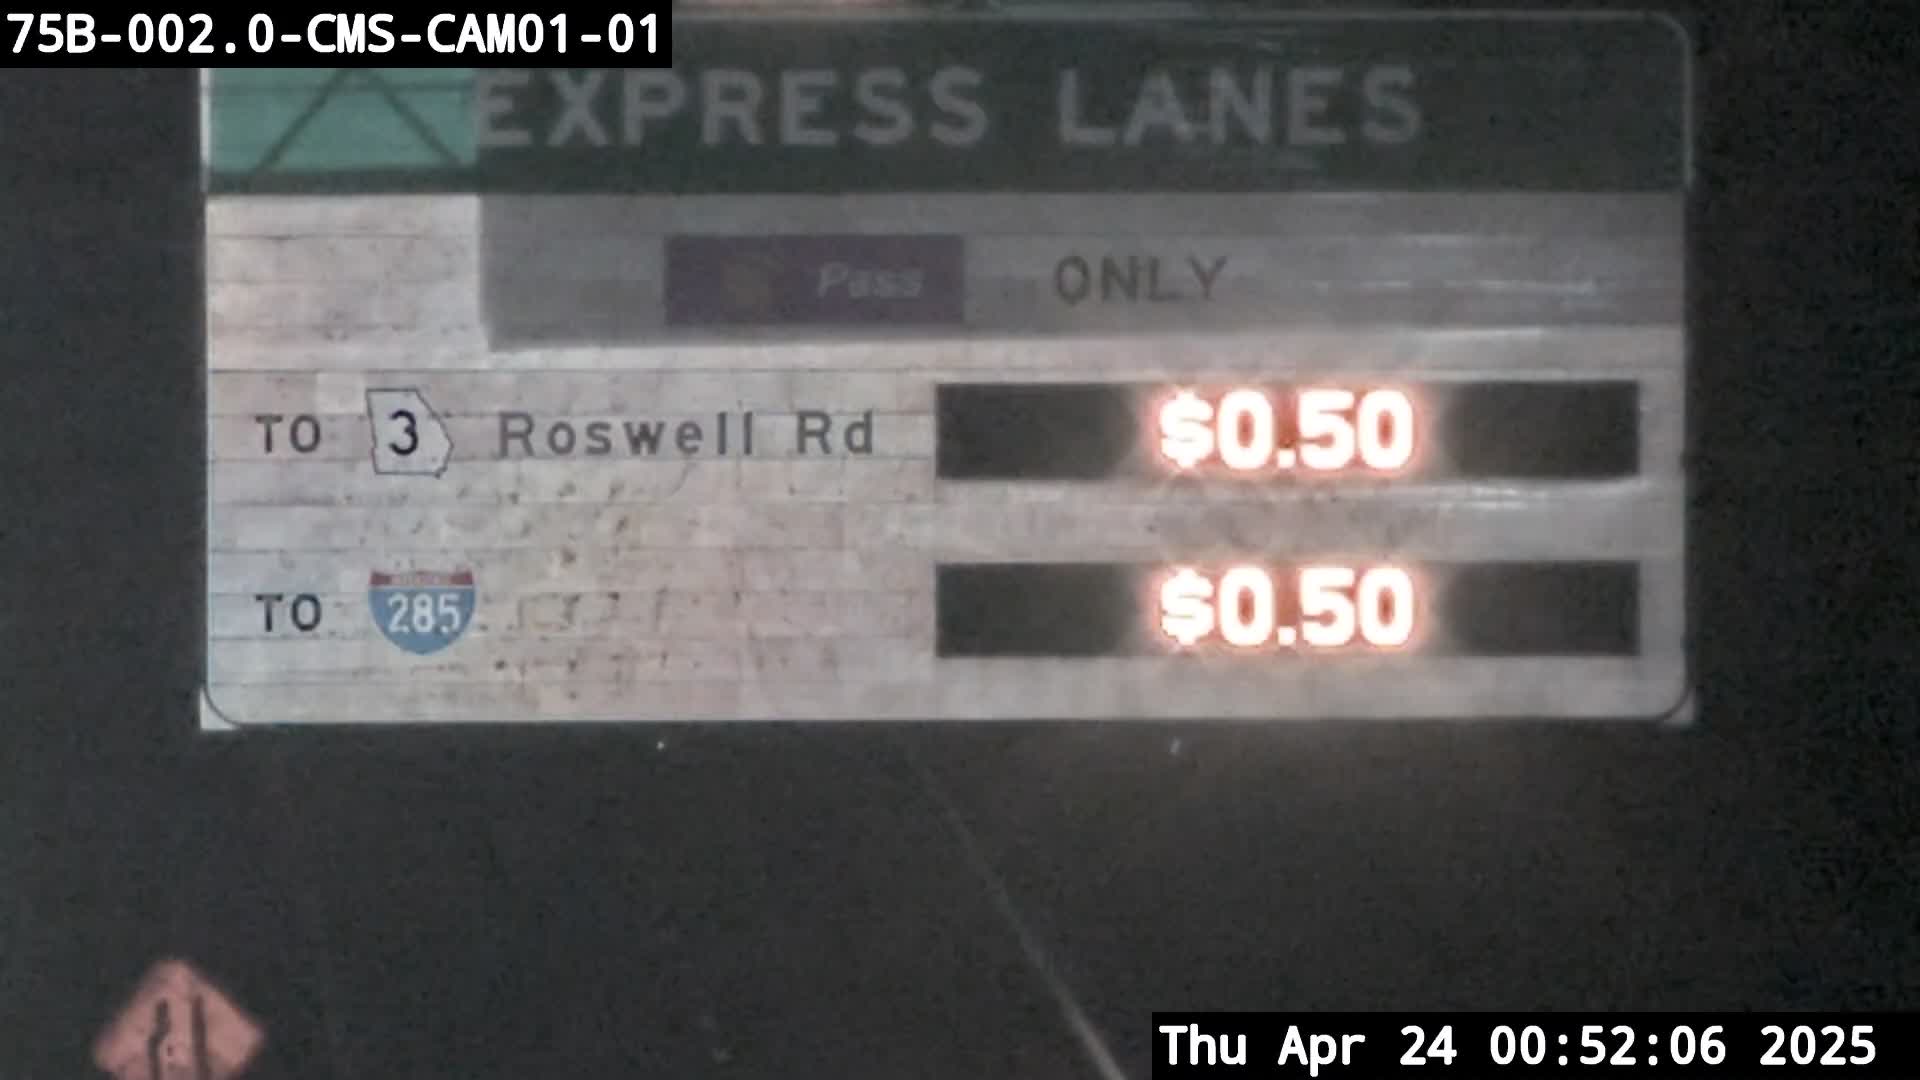 75B-002.0-CMS-CAM01-01
EXPRESS LANES
Pass ONLY
TO 3 Roswell Rd $0.50
TO 285 $0.50
Thu Apr 24 00:52:06 2025